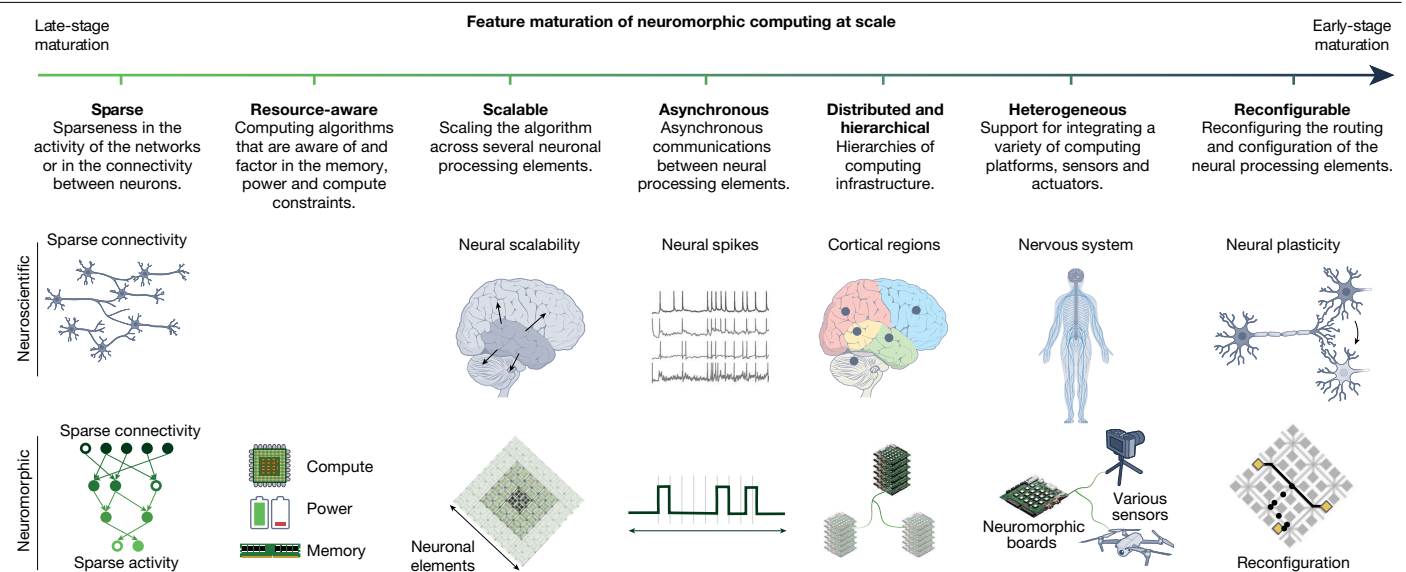 Feature maturation of neuromorphic computing at scale
Late-stage
maturation
Early-stage
maturation
Sparse
Sparseness in the
activity of the networks
or in the connectivity
between neurons.
Resource-aware
Computing algorithms
that are aware of and
factor in the memory,
power and compute
constraints.
Scalable
Scaling the algorithm
across several neuronal
processing elements.
Asynchronous
Asynchronous
communications
between neural
processing elements.
Distributed and
hierarchical
Hierarchies of
computing
infrastructure.
Heterogeneous
Support for integrating a
variety of computing
platforms, sensors and
actuators.
Reconfigurable
Reconfiguring the routing
and configuration of the
neural processing elements.
Neuroscientific
Sparse connectivity
Neural scalability
Neural spikes
Cortical regions
Nervous system
Neural plasticity
Neuromorphic
Sparse connectivity
Sparse activity
Compute
Power
Memory
Neuronal
elements
Neuromorphic
boards
Various
sensors
Reconfiguration